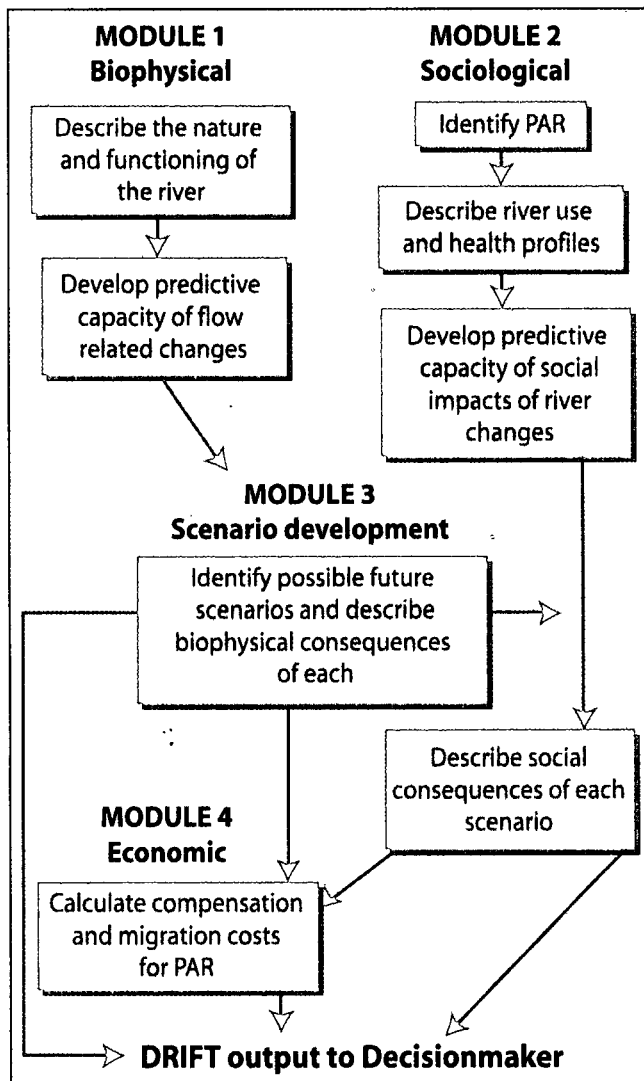 MODULE 1
Biophysical
Describe the nature
and functioning of
the river
Develop predictive
capacity of flow
related changes
MODULE 2
Sociological
Identify PAR
Describe river use
and health profiles
Develop predictive
capacity of social
impacts of river
changes
MODULE 3
Scenario development
Identify possible future
scenarios and describe
biophysical consequences
of each
Describe social
consequences of each
scenario
MODULE 4
Economic
Calculate compensation
and migration costs
for PAR
DRIFT output to Decisionmaker